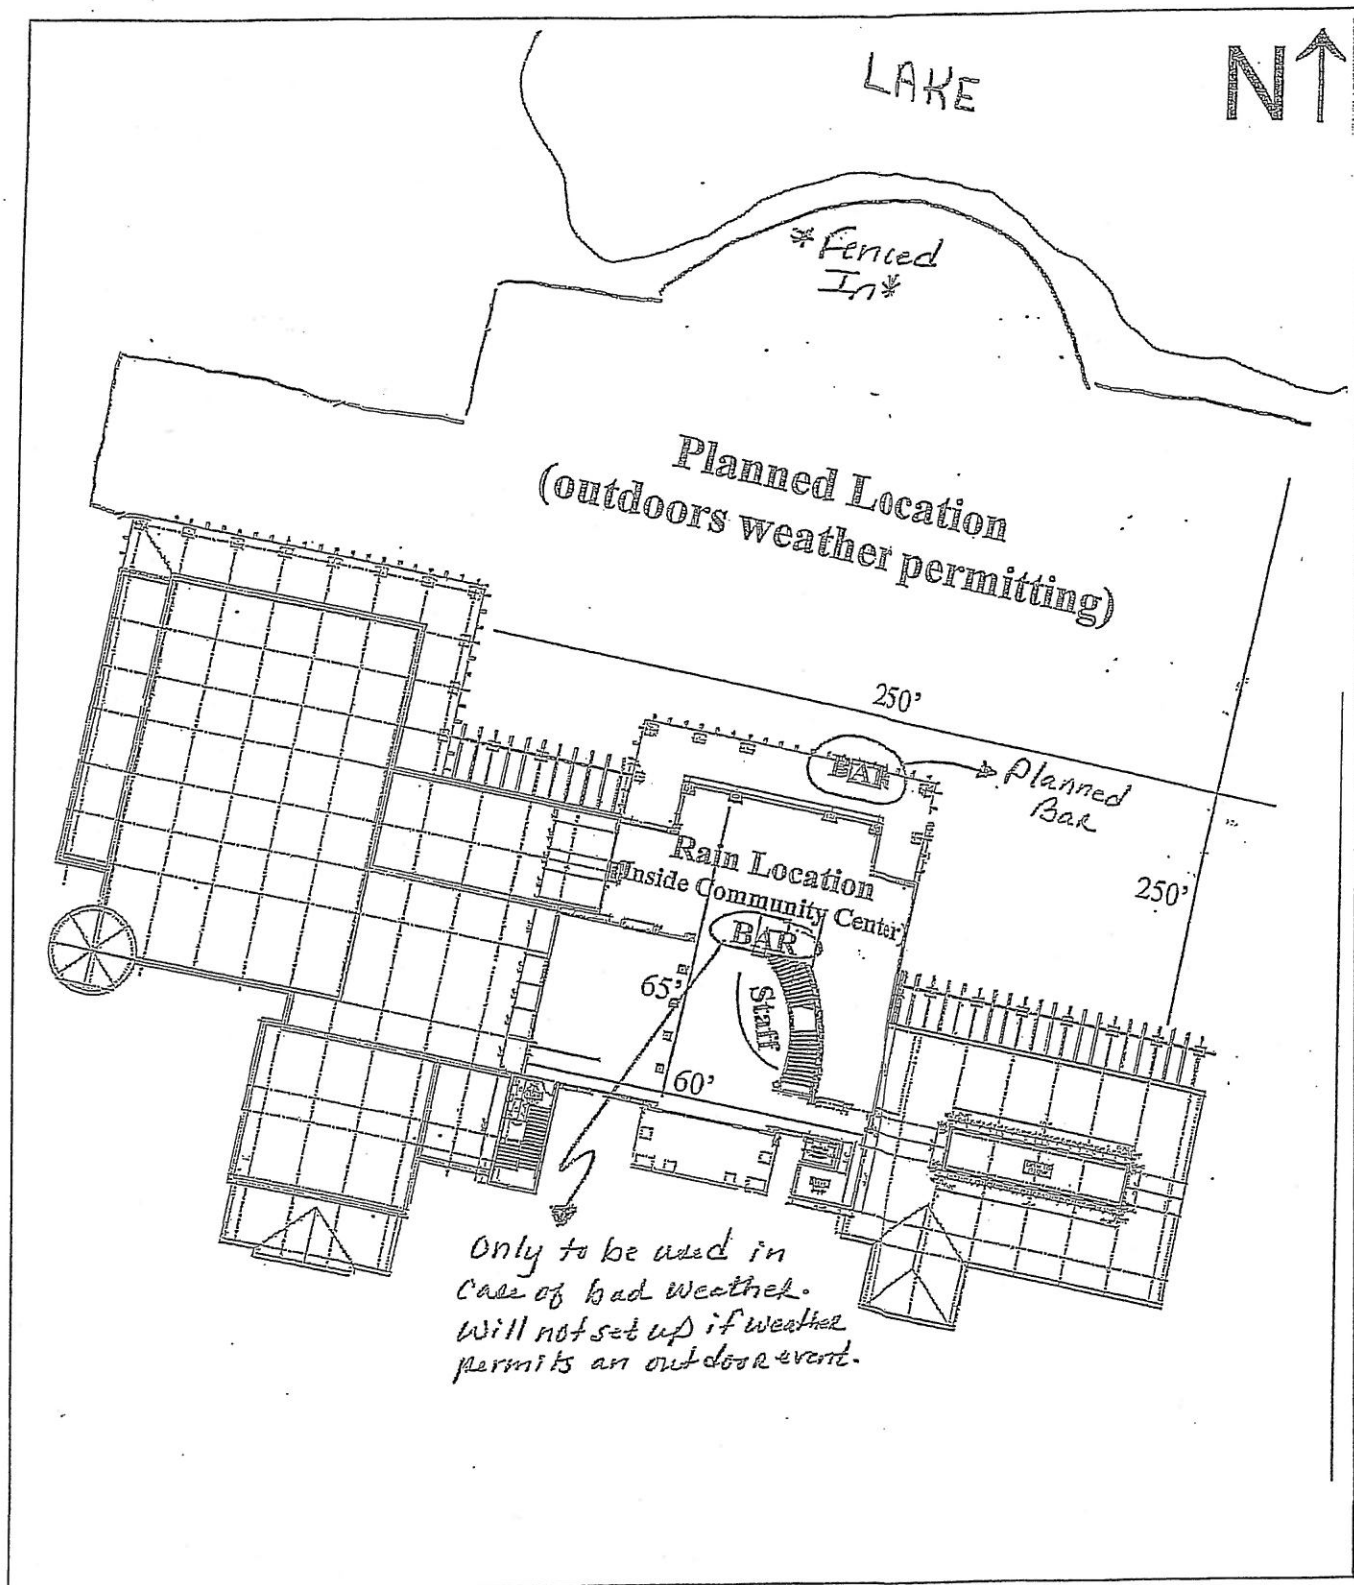 LAKE
N
*Fenced
In*
Planned Location
(outdoors weather permitting)
250'
BAR
Planned
Bar
Rain Location
(Inside Community Center)
250'
BAR
65'
Staff
60'
Only to be used in
Case of bad weather.
Will not set up if weather
permits an outdoor event.